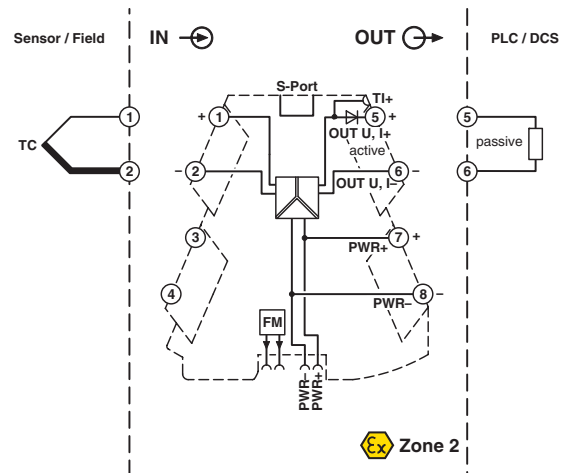 Sensor / Field
IN
OUT
PLC / DCS
S-Port
TI+
1
+
1
5
+
5
OUT U, I+
active
passive
TC
2
–
2
6
–
6
OUT U, I–
3
7
+
PWR+
4
8
–
PWR–
FM
PWR–
PWR+
Ex
Zone 2